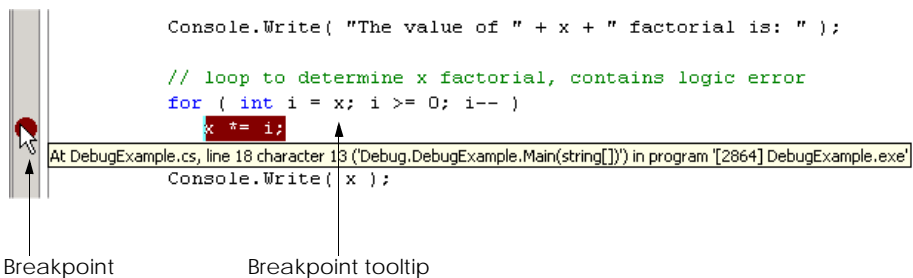 Console.Write( "The value of " + x + " factorial is: " );
// loop to determine x factorial, contains logic error
for ( int i = x; i >= 0; i-- )
x *= i;
At DebugExample.cs, line 18 character 13 ('Debug.DebugExample.Main(string[])') in program '[2864] DebugExample.exe'
Console.Write( x );
Breakpoint Breakpoint tooltip